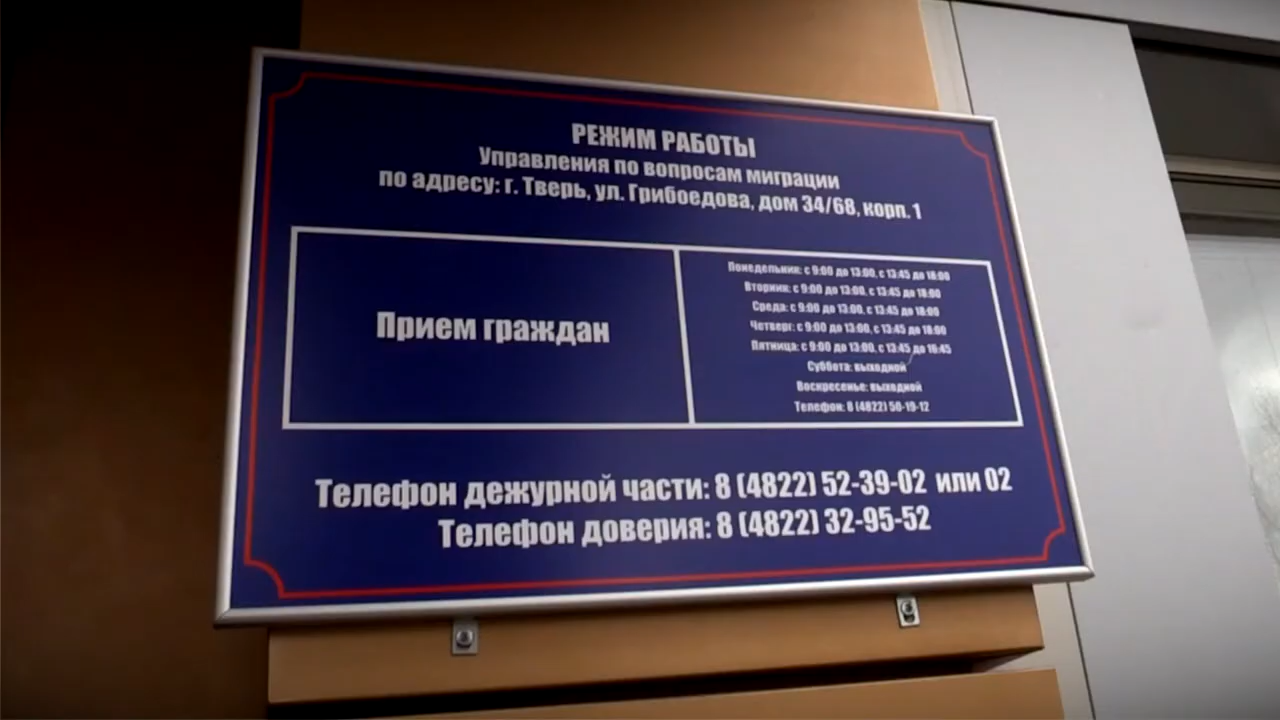 РЕЖИМ РАБОТЫ
Управления по вопросам миграции
по адресу: г. Тверь, ул. Грибоедова, дом 34/68, корп. 1
Прием граждан
Понедельник: с 9:00 до 13:00, с 13:45 до 18:00
Вторник: с 9:00 до 13:00, с 13:45 до 18:00
Среда: с 9:00 до 13:00, с 13:45 до 18:00
Четверг: с 9:00 до 13:00, с 13:45 до 18:00
Пятница: с 9:00 до 13:00, с 13:45 до 16:45
Суббота: выходной
Воскресенье: выходной
Телефон: 8 (4822) 50-19-12
Телефон дежурной части: 8 (4822) 52-39-02 или 02
Телефон доверия: 8 (4822) 32-95-52